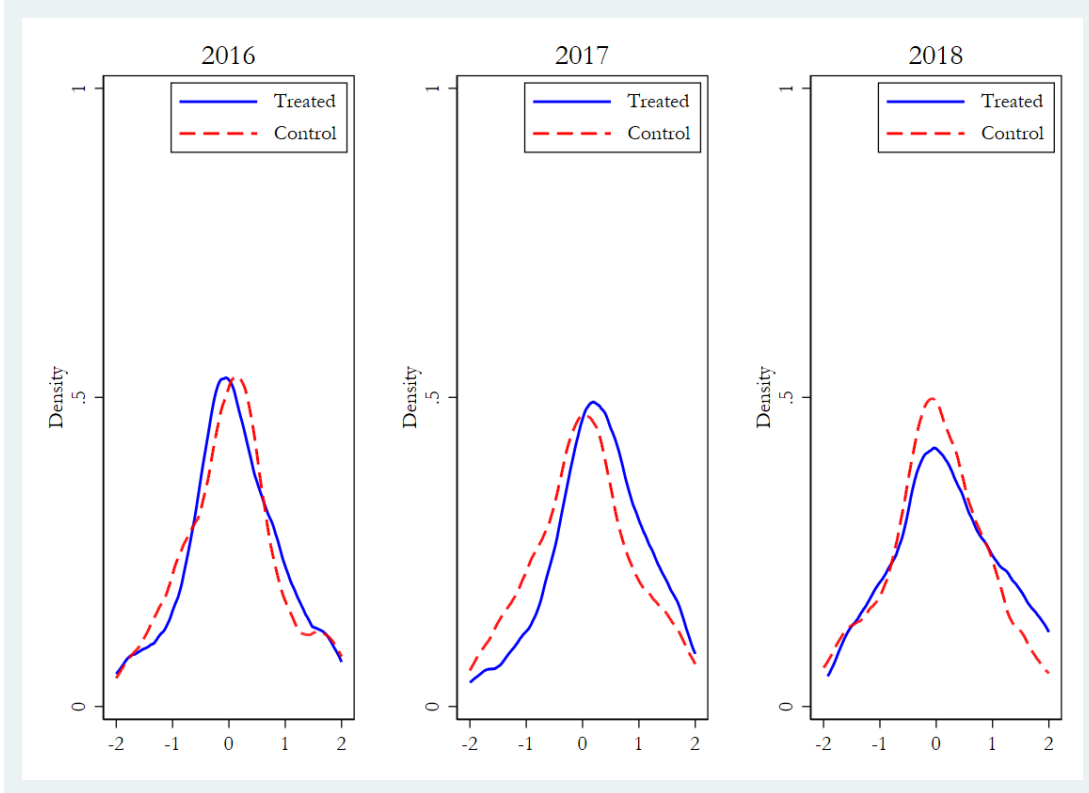 2016
Treated
Control
Density
1
.5
0
-2 -1 0 1 2
2017
Treated
Control
Density
1
.5
0
-2 -1 0 1 2
2018
Treated
Control
Density
1
.5
0
-2 -1 0 1 2